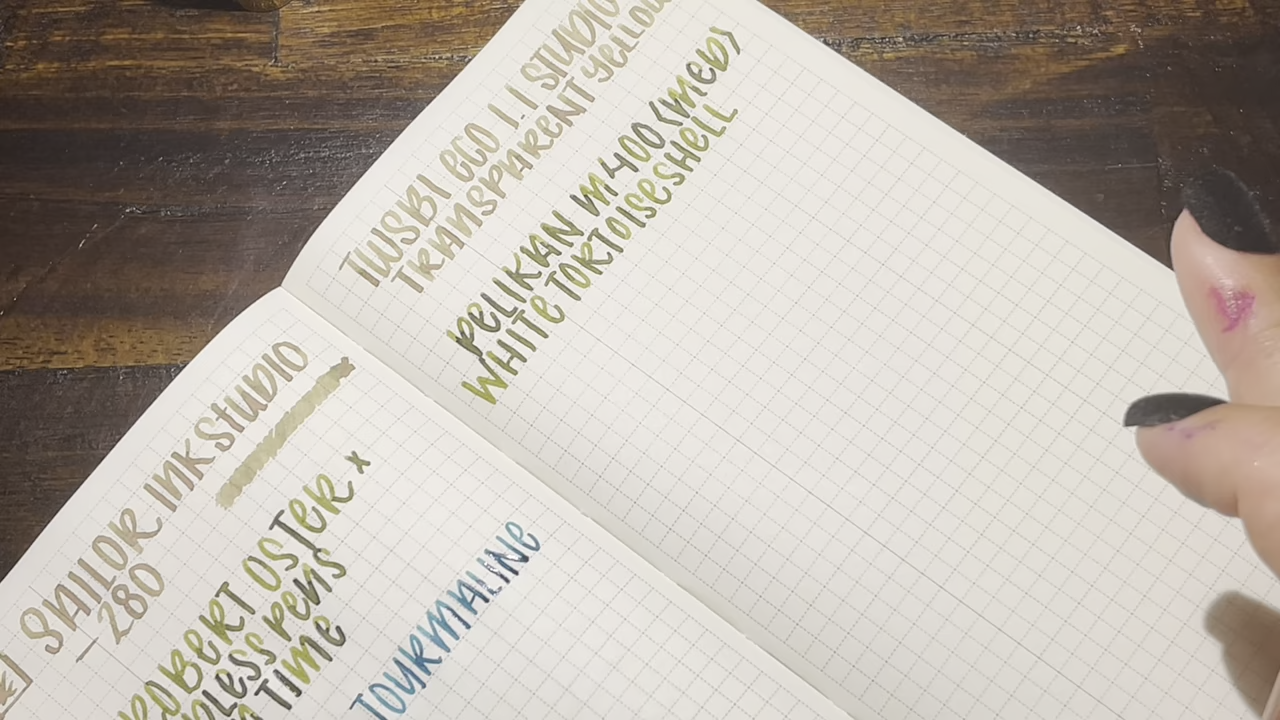 SAILOR INK STUDIO
-280
ROBERT OSTER x
PENS
TIME
TOURMALINE
TWSBI ECO 1.1 STUDIO
TRANSPARENT YELLOW
PELIKAN M400 (MED)
WHITE TORTOISESHELL